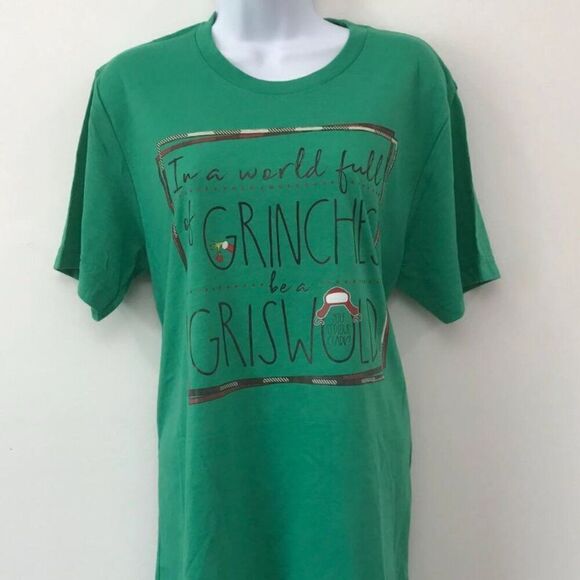 In a world full
of GRINCHES
be a
GRISWOLD